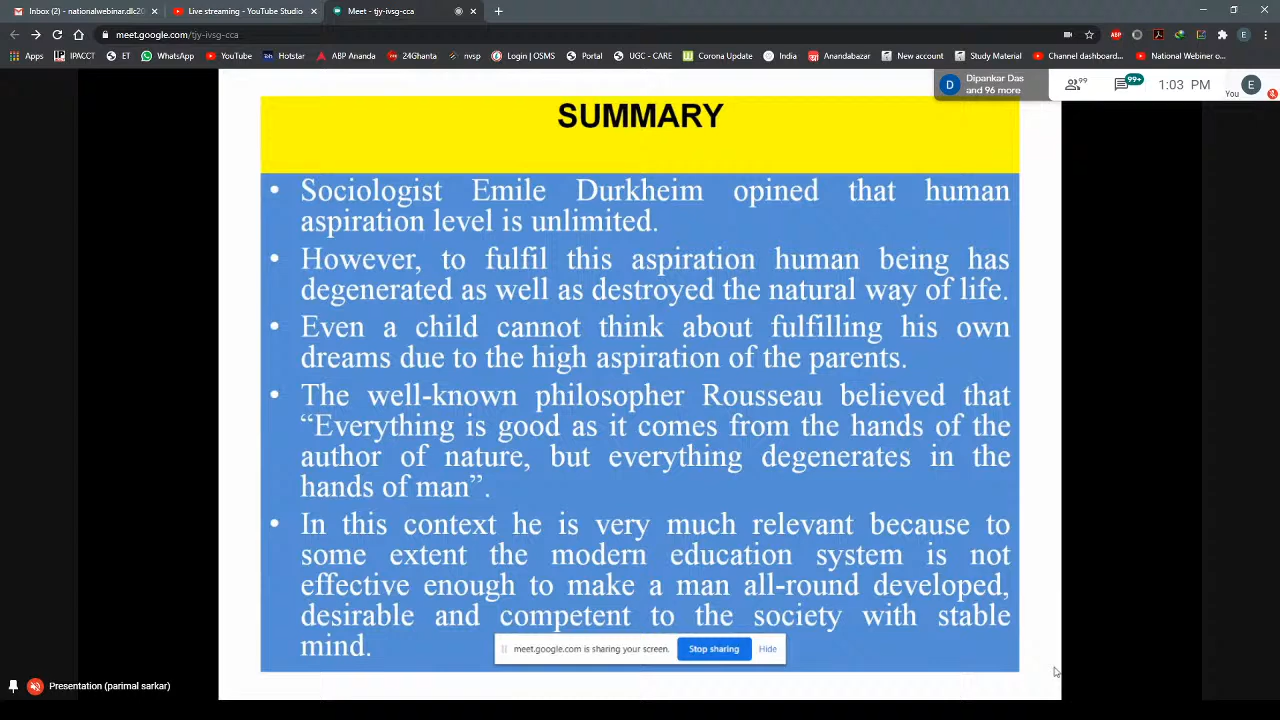 Inbox (2) - nationalwebinar.dlc20
Live streaming - YouTube Studio
Meet - tjy-ivsg-cca
meet.google.com/tjy-ivsg-cca
Apps IPACCT ET WhatsApp YouTube Hotstar ABP Ananda 24Ghanta nvsp Login | OSMS Portal UGC - CARE Corona Update India Anandabazar New account Study Material Channel dashboard... National Webinar o...
Dipankar Das
and 96 more
99
99+
1:03 PM
You
E
D
SUMMARY
• Sociologist Emile Durkheim opined that human
aspiration level is unlimited.
• However, to fulfil this aspiration human being has
degenerated as well as destroyed the natural way of life.
• Even a child cannot think about fulfilling his own
dreams due to the high aspiration of the parents.
• The well-known philosopher Rousseau believed that
“Everything is good as it comes from the hands of the
author of nature, but everything degenerates in the
hands of man”.
• In this context he is very much relevant because to
some extent the modern education system is not
effective enough to make a man all-round developed,
desirable and competent to the society with stable
mind.
meet.google.com is sharing your screen. Stop sharing Hide
Presentation (parimal sarkar)